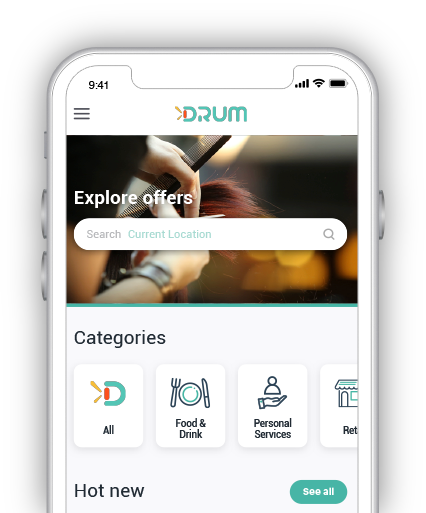 9:41
DRUM
Explore offers
Search Current Location
Categories
All
Food &
Drink
Personal
Services
Ret
Hot new
See all